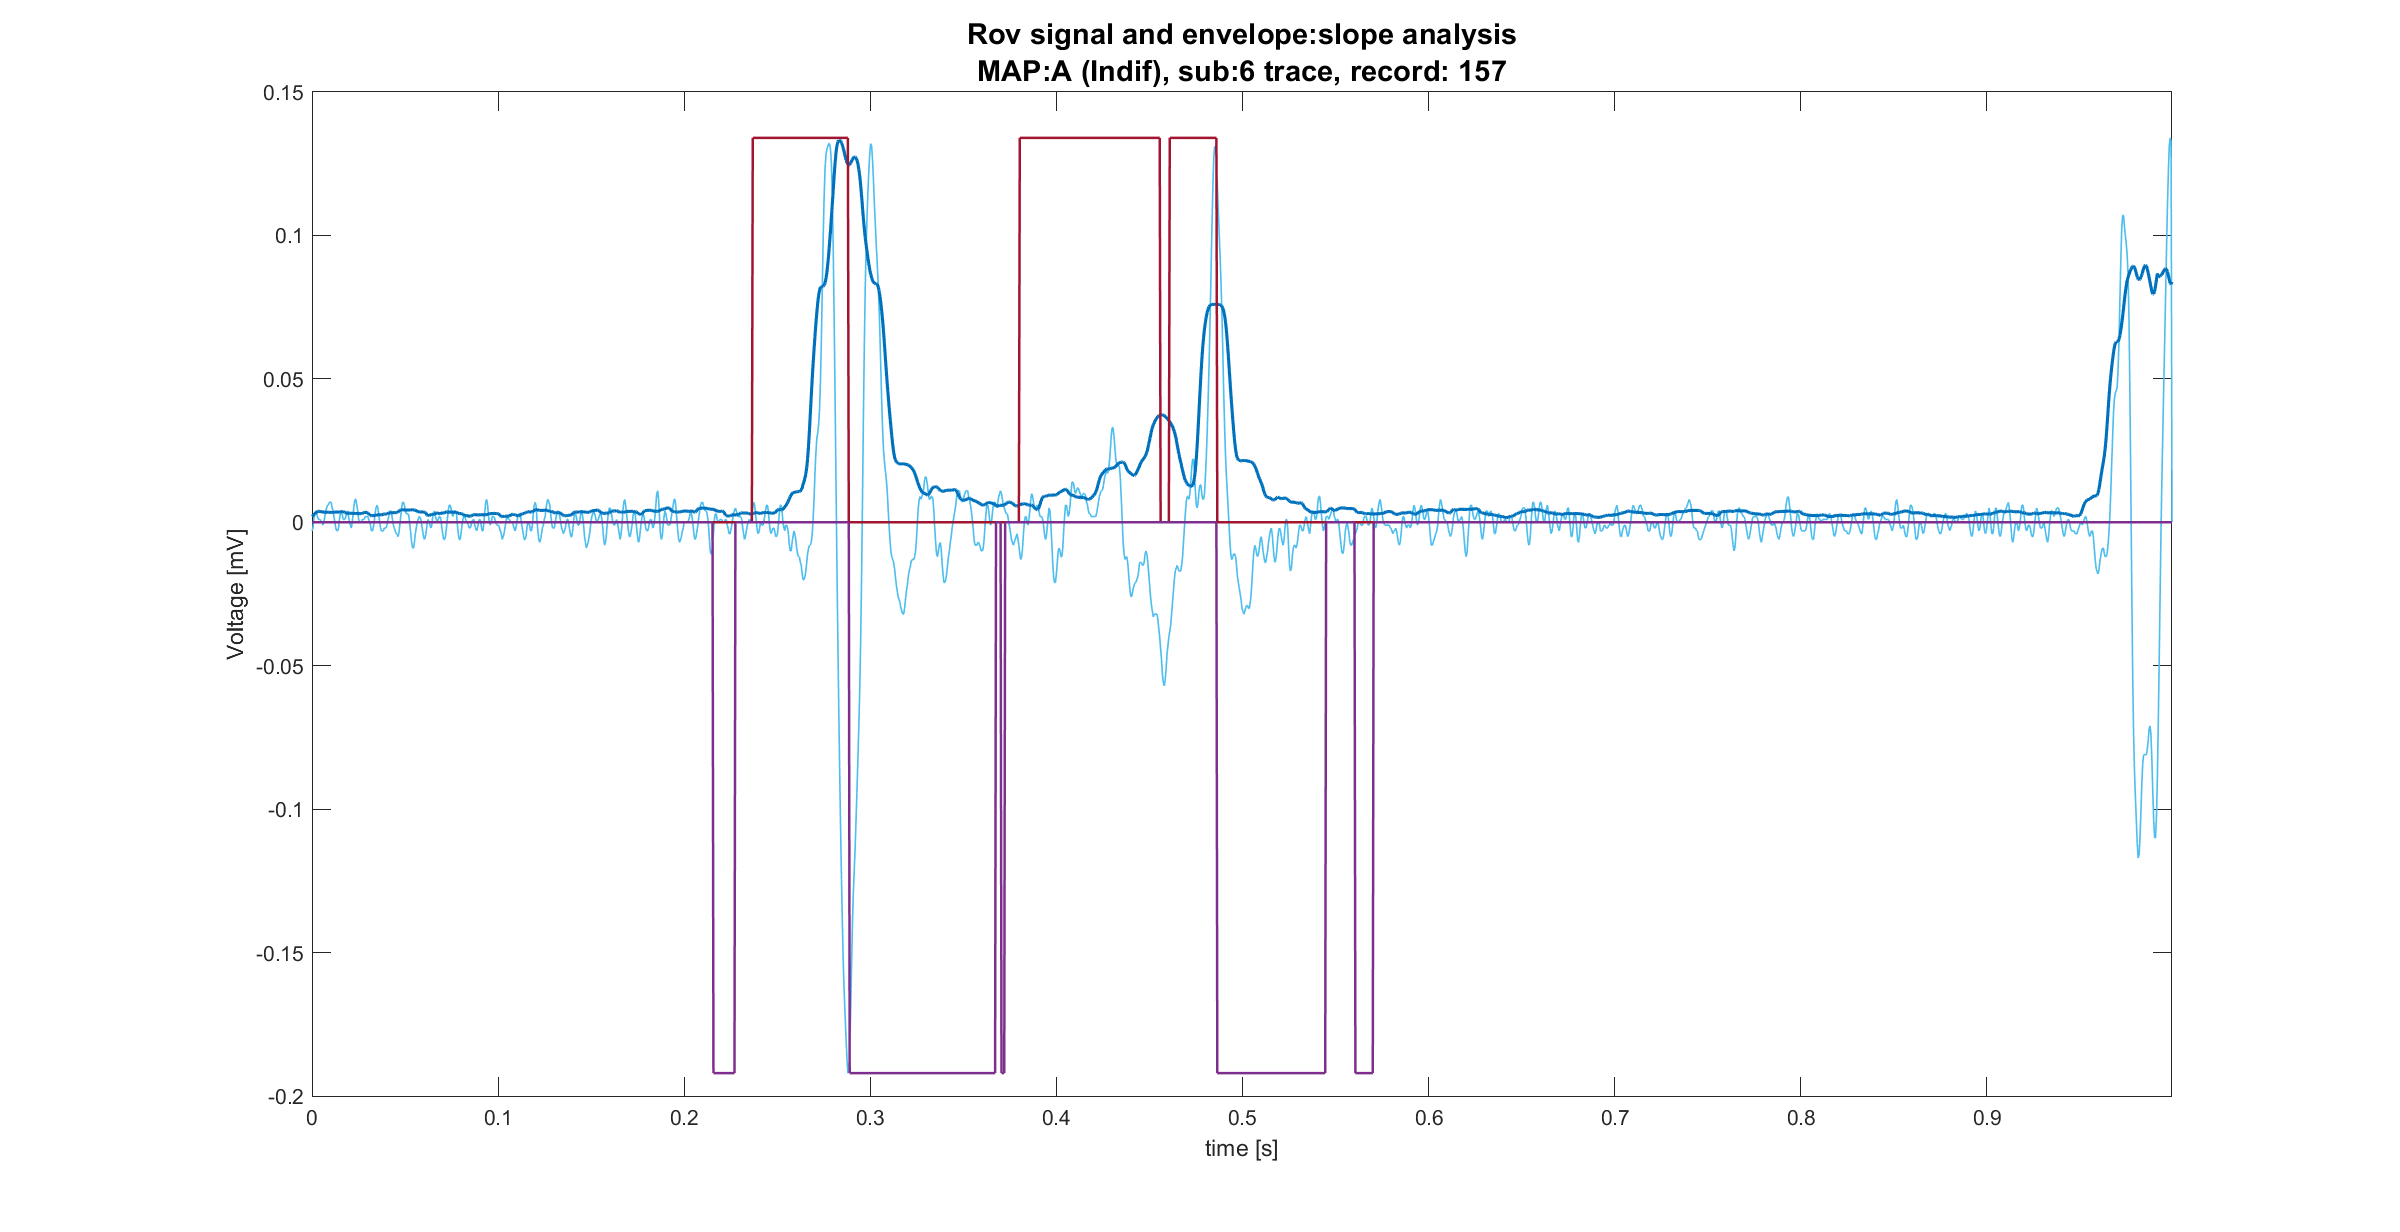 Rov signal and envelope:slope analysis
MAP:A (Indif), sub:6 trace, record: 157
0.15
0.1
0.05
0
-0.05
-0.1
-0.15
-0.2
Voltage [mV]
0 0.1 0.2 0.3 0.4 0.5 0.6 0.7 0.8 0.9
time [s]